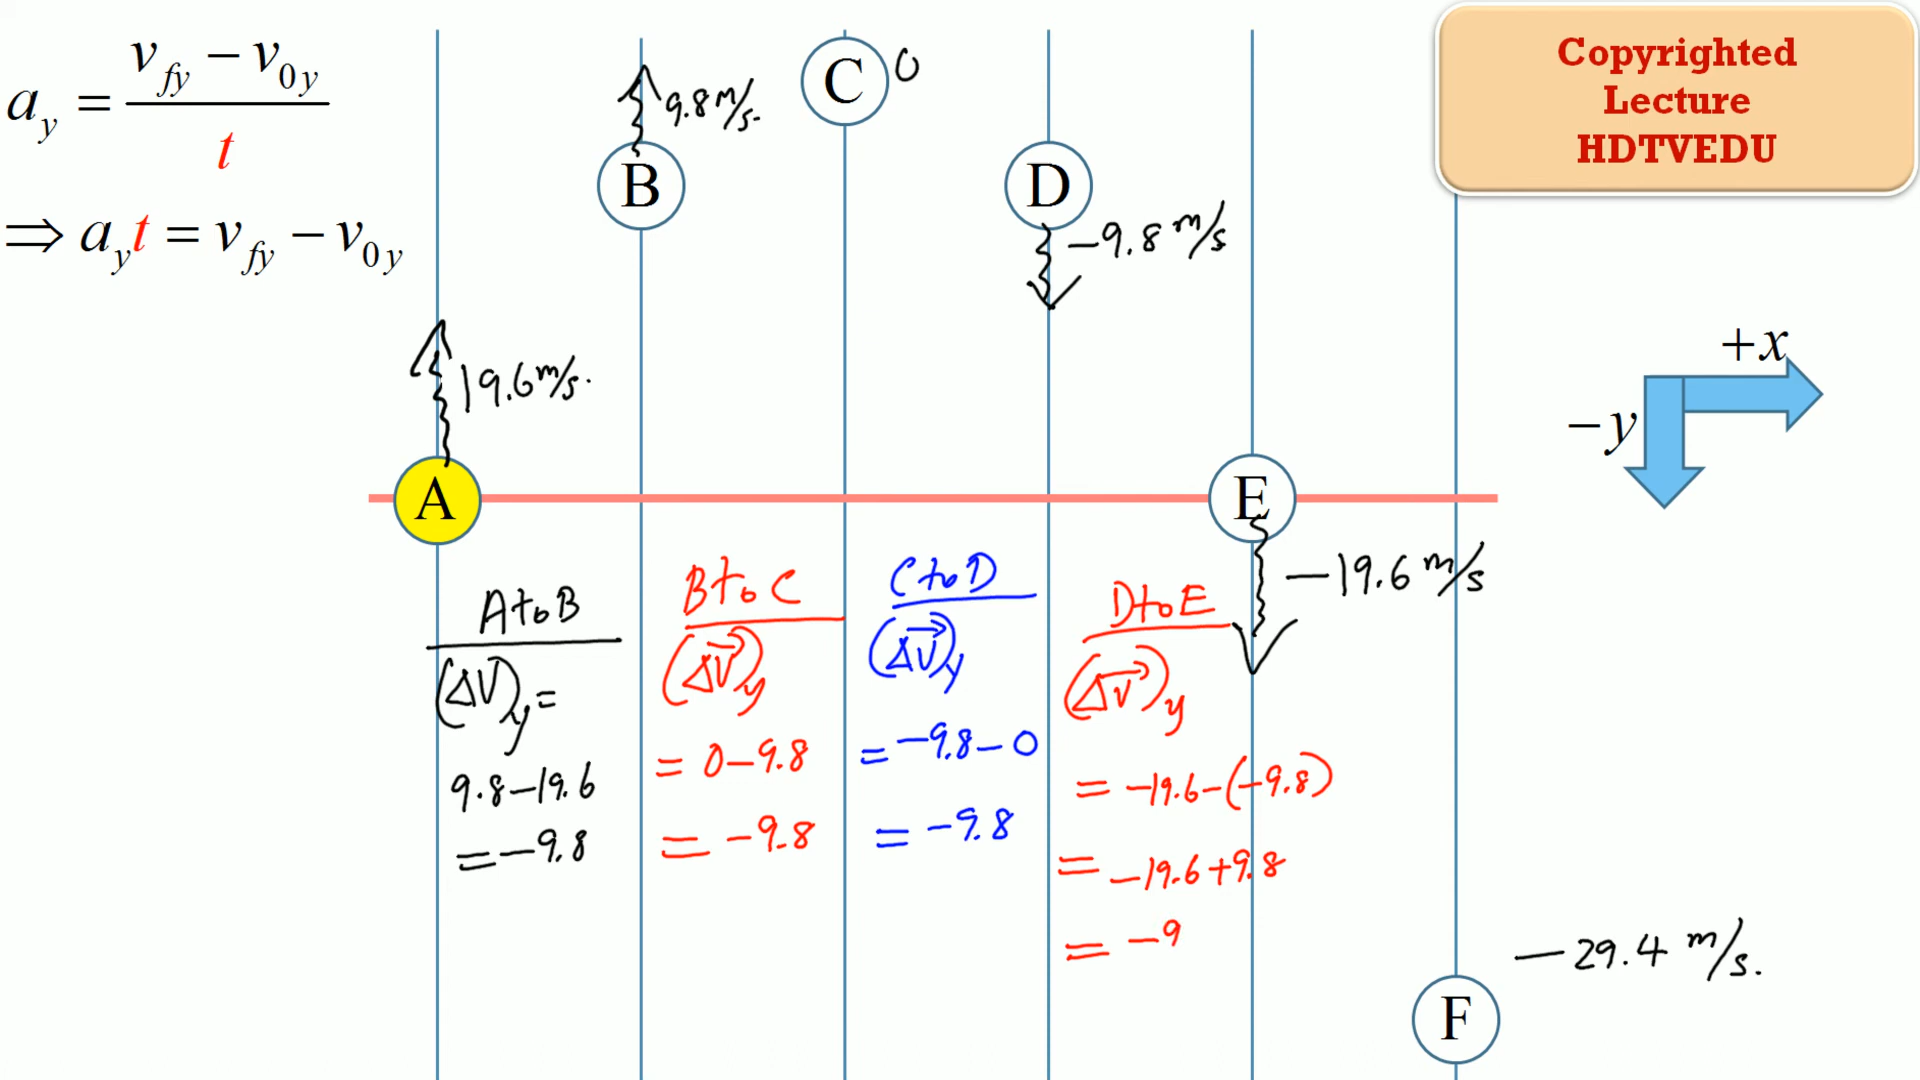 a_y = (v_fy − v_0y) / t
⇒ a_y t = v_fy − v_0y
Copyrighted
Lecture
HDTVEDU
9.8 m/s.
C 0
B
D
−9.8 m/s
19.6 m/s.
+x
−y
A
E
−19.6 m/s
A to B
(ΔV)_y =
9.8−19.6
= −9.8
B to C
(ΔV⃗)_y
= 0−9.8
= −9.8
C to D
(ΔV⃗)_y
= −9.8−0
= −9.8
D to E
(ΔV⃗)_y
= −19.6−(−9.8)
= −19.6+9.8
= −9
−29.4 m/s.
F